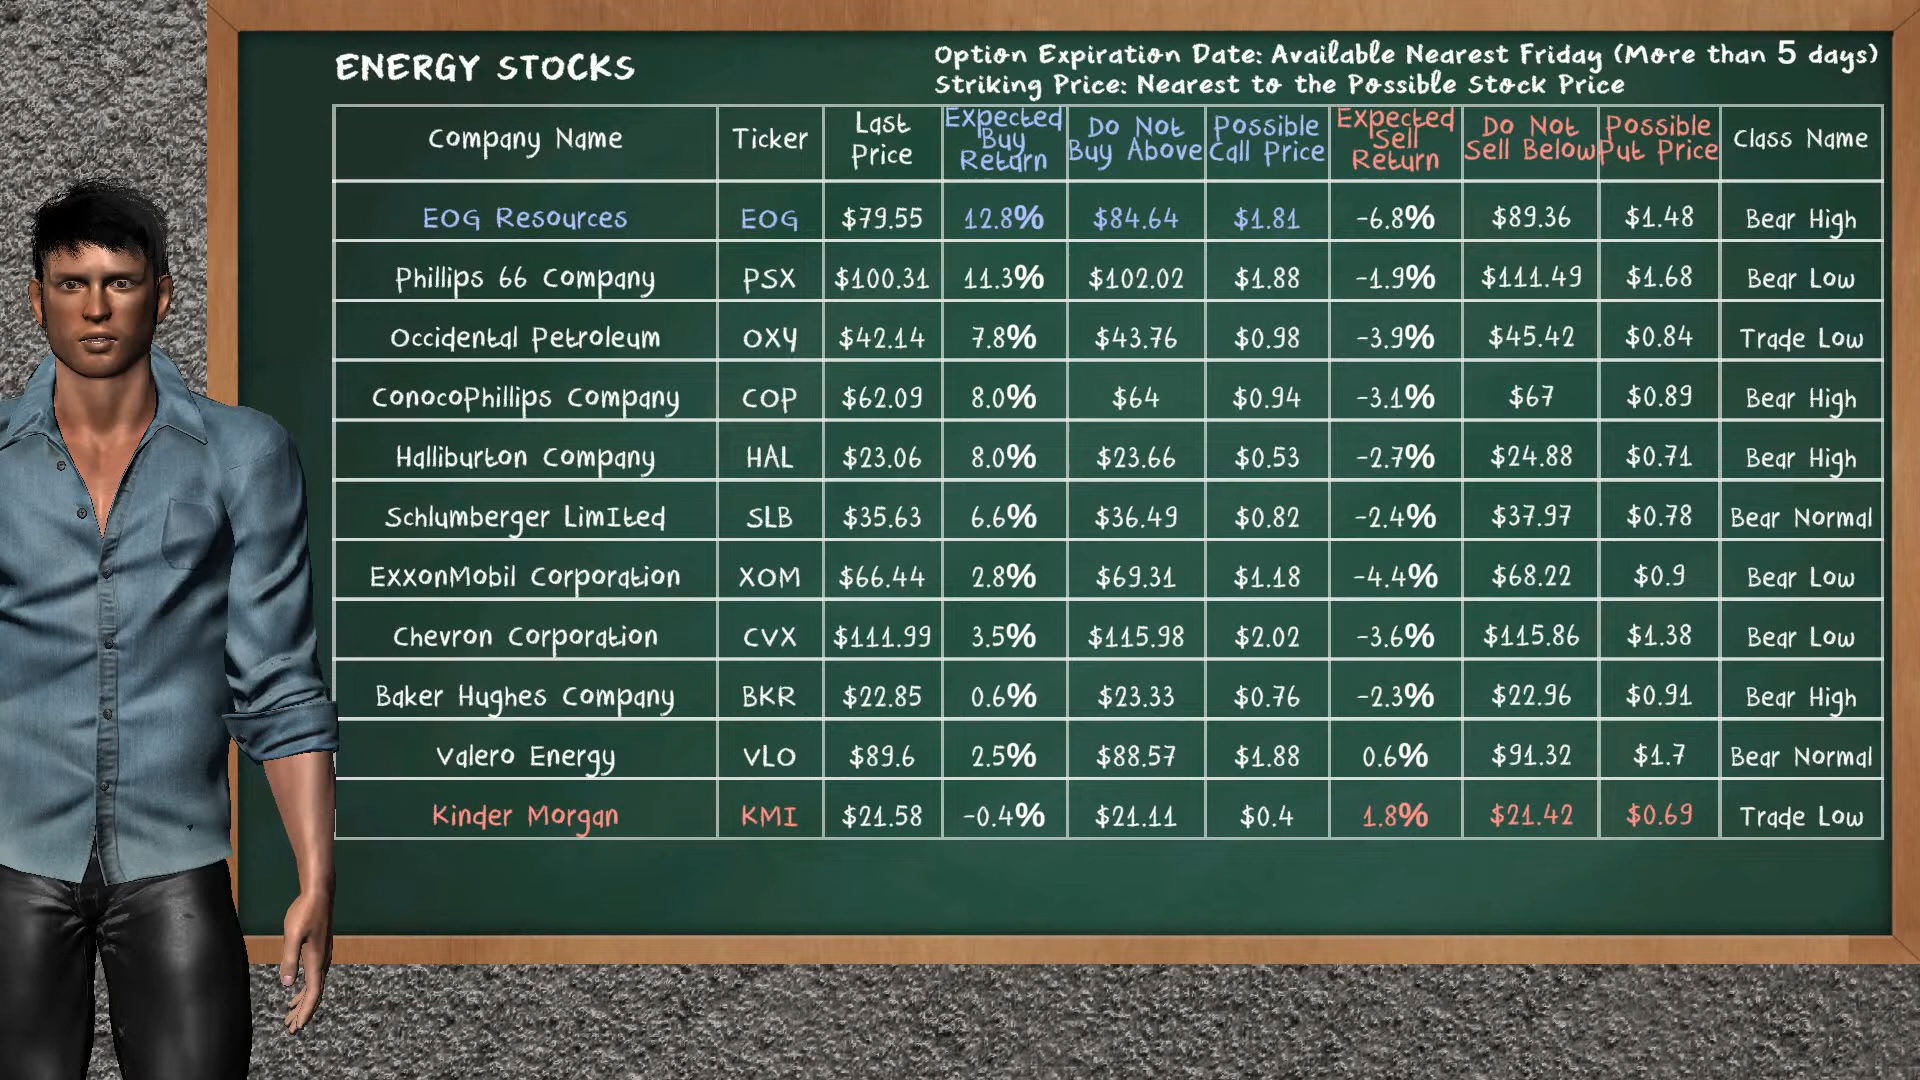 ENERGY STOCKS
Option Expiration Date: Available Nearest Friday (More than 5 days)
Striking Price: Nearest to the Possible Stock Price
Company Name Ticker Last Price Expected Buy Return Do Not Buy Above Possible Call Price Expected Sell Return Do Not Sell Below Possible Put Price Class Name
EOG Resources EOG $79.55 12.8% $84.64 $1.81 -6.8% $89.36 $1.48 Bear High
Phillips 66 Company PSX $100.31 11.3% $102.02 $1.88 -1.9% $111.49 $1.68 Bear Low
Occidental Petroleum OXY $42.14 7.8% $43.76 $0.98 -3.9% $45.42 $0.84 Trade Low
ConocoPhillips Company COP $62.09 8.0% $64 $0.94 -3.1% $67 $0.89 Bear High
Halliburton Company HAL $23.06 8.0% $23.66 $0.53 -2.7% $24.88 $0.71 Bear High
Schlumberger LimIted SLB $35.63 6.6% $36.49 $0.82 -2.4% $37.97 $0.78 Bear Normal
ExxonMobil Corporation XOM $66.44 2.8% $69.31 $1.18 -4.4% $68.22 $0.9 Bear Low
Chevron Corporation CVX $111.99 3.5% $115.98 $2.02 -3.6% $115.86 $1.38 Bear Low
Baker Hughes Company BKR $22.85 0.6% $23.33 $0.76 -2.3% $22.96 $0.91 Bear High
Valero Energy VLO $89.6 2.5% $88.57 $1.88 0.6% $91.32 $1.7 Bear Normal
Kinder Morgan KMI $21.58 -0.4% $21.11 $0.4 1.8% $21.42 $0.69 Trade Low